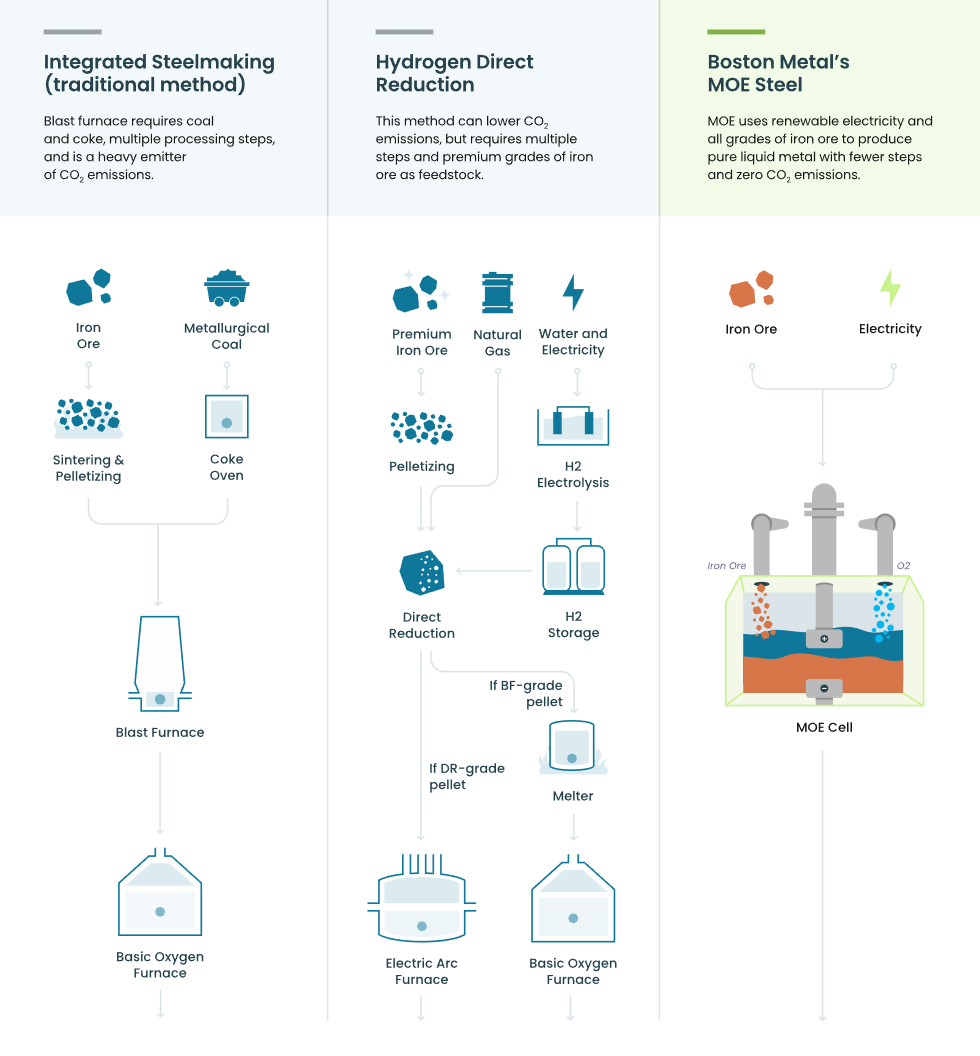 Integrated Steelmaking
(traditional method)
Blast furnace requires coal
and coke, multiple processing steps,
and is a heavy emitter
of CO₂ emissions.
Iron
Ore
Metallurgical
Coal
Sintering &
Pelletizing
Coke
Oven
Blast Furnace
Basic Oxygen
Furnace
Hydrogen Direct
Reduction
This method can lower CO₂
emissions, but requires multiple
steps and premium grades of iron
ore as feedstock.
Premium
Iron Ore
Natural
Gas
Water and
Electricity
Pelletizing
H2
Electrolysis
Direct
Reduction
H2
Storage
If BF-grade
pellet
If DR-grade
pellet
Melter
Electric Arc
Furnace
Basic Oxygen
Furnace
Boston Metal’s
MOE Steel
MOE uses renewable electricity and
all grades of iron ore to produce
pure liquid metal with fewer steps
and zero CO₂ emissions.
Iron Ore
Electricity
Iron Ore
O2
+
−
MOE Cell